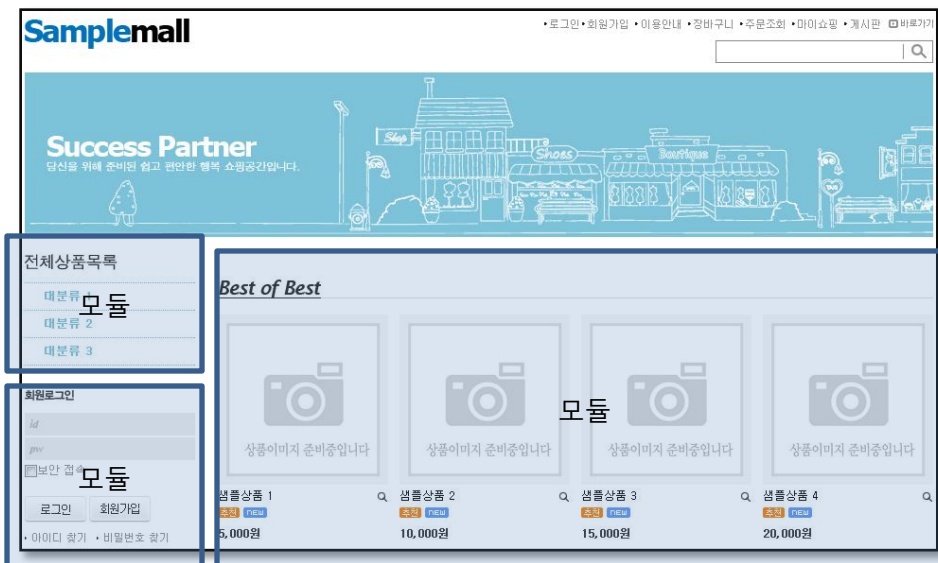 Samplemall
•로그인•회원가입 •이용안내 •장바구니 •주문조회 •마이쇼핑 •게시판 바로가기
Success Partner
당신을 위해 준비된 쉽고 편안한 행복 쇼핑공간입니다.
Shop
Shoes
Boutique
전체상품목록
대분류 1
모듈
대분류 2
대분류 3
Best of Best
상품이미지 준비중입니다
상품이미지 준비중입니다
상품이미지 준비중입니다
상품이미지 준비중입니다
모듈
회원로그인
id
pw
보안 접속
모듈
로그인 회원가입
• 아이디 찾기 • 비밀번호 찾기
샘플상품 1 샘플상품 2 샘플상품 3 샘플상품 4
추천 new 추천 new 추천 new 추천 new
5,000원 10,000원 15,000원 20,000원